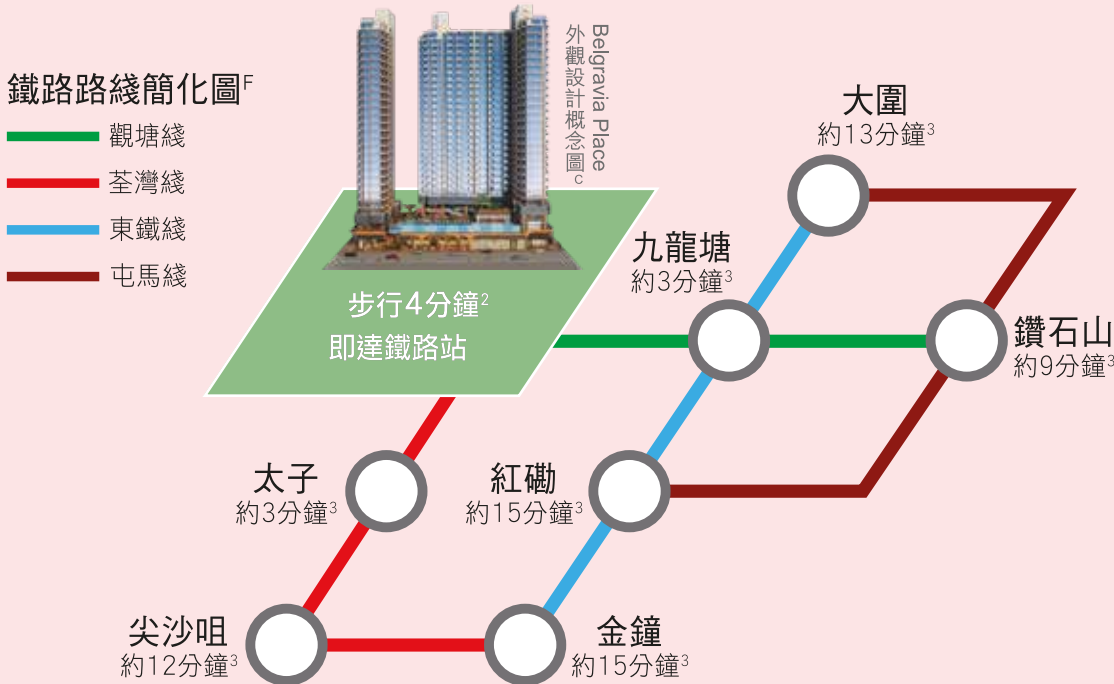 鐵路路綫簡化圖F
觀塘綫
荃灣綫
東鐵綫
屯馬綫
Belgravia Place
外觀設計概念圖C
步行4分鐘2
即達鐵路站
大圍
約13分鐘3
九龍塘
約3分鐘3
鑽石山
約9分鐘3
太子
約3分鐘3
紅磡
約15分鐘3
尖沙咀
約12分鐘3
金鐘
約15分鐘3